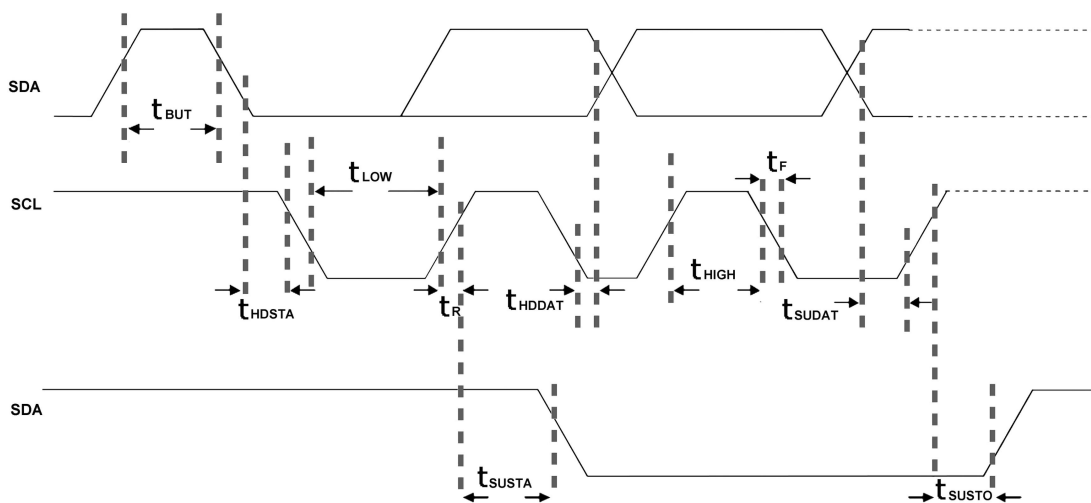 SDA
tBUT
tLOW
tF
SCL
tHDSTA
tR
tHDDAT
tHIGH
tSUDAT
SDA
tSUSTA
tSUSTO